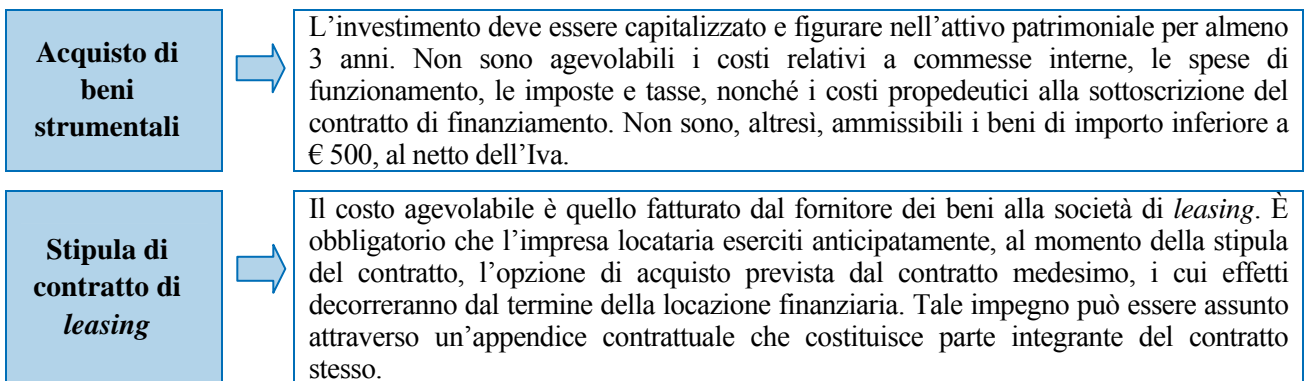 Acquisto di
beni
strumentali
L’investimento deve essere capitalizzato e figurare nell’attivo patrimoniale per almeno
3 anni. Non sono agevolabili i costi relativi a commesse interne, le spese di
funzionamento, le imposte e tasse, nonché i costi propedeutici alla sottoscrizione del
contratto di finanziamento. Non sono, altresì, ammissibili i beni di importo inferiore a
€ 500, al netto dell’Iva.
Stipula di
contratto di
leasing
Il costo agevolabile è quello fatturato dal fornitore dei beni alla società di leasing. È
obbligatorio che l’impresa locataria eserciti anticipatamente, al momento della stipula
del contratto, l’opzione di acquisto prevista dal contratto medesimo, i cui effetti
decorreranno dal termine della locazione finanziaria. Tale impegno può essere assunto
attraverso un’appendice contrattuale che costituisce parte integrante del contratto
stesso.